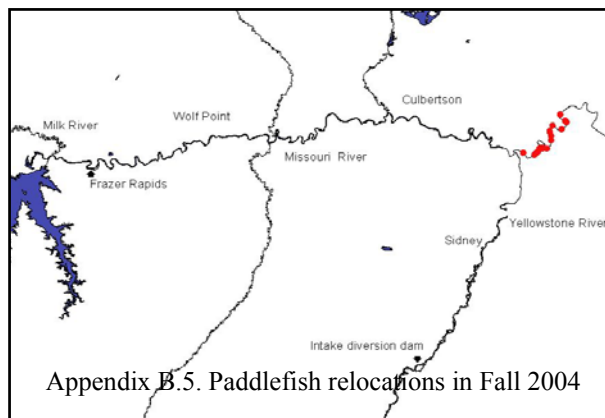 Culbertson
Wolf Point
Milk River
Missouri River
Frazer Rapids
Yellowstone River
Sidney
Intake diversion dam
Appendix B.5. Paddlefish relocations in Fall 2004